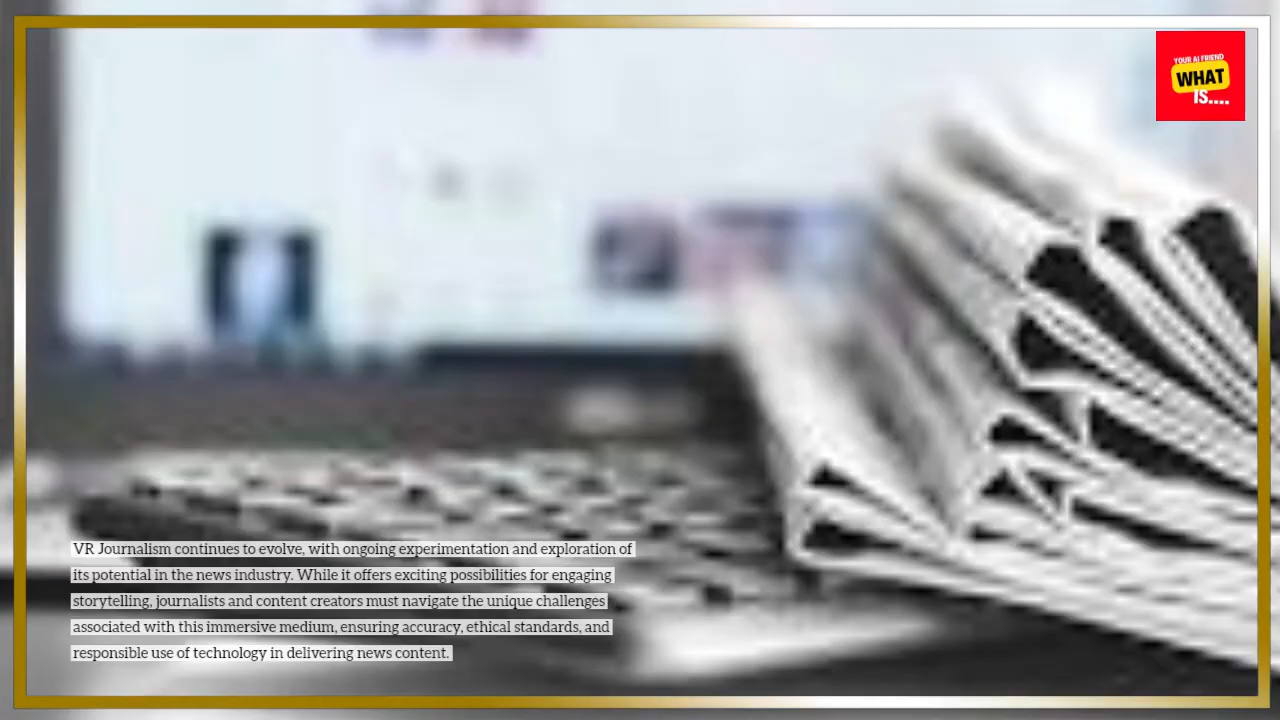 YOUR AI FRIEND
WHAT
IS....
VR Journalism continues to evolve, with ongoing experimentation and exploration of
its potential in the news industry. While it offers exciting possibilities for engaging
storytelling, journalists and content creators must navigate the unique challenges
associated with this immersive medium, ensuring accuracy, ethical standards, and
responsible use of technology in delivering news content.